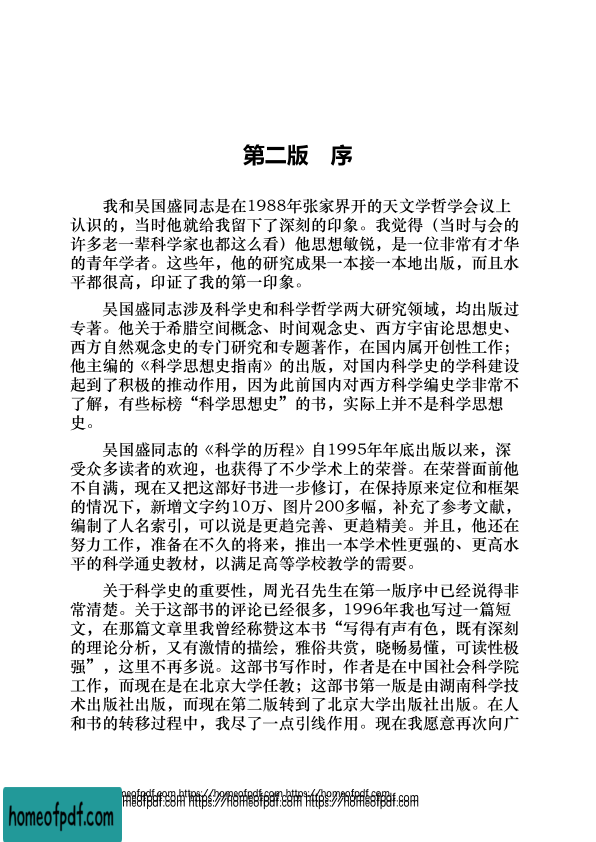 第二版　序
我和吴国盛同志是在1988年张家界开的天文学哲学会议上
认识的，当时他就给我留下了深刻的印象。我觉得（当时与会的
许多老一辈科学家也都这么看）他思想敏锐，是一位非常有才华
的青年学者。这些年，他的研究成果一本接一本地出版，而且水
平都很高，印证了我的第一印象。
吴国盛同志涉及科学史和科学哲学两大研究领域，均出版过
专著。他关于希腊空间概念、时间观念史、西方宇宙论思想史、
西方自然观念史的专门研究和专题著作，在国内属开创性工作；
他主编的《科学思想史指南》的出版，对国内科学史的学科建设
起到了积极的推动作用，因为此前国内对西方科学编史学非常不
了解，有些标榜“科学思想史”的书，实际上并不是科学思想
史。
吴国盛同志的《科学的历程》自1995年年底出版以来，深
受众多读者的欢迎，也获得了不少学术上的荣誉。在荣誉面前他
不自满，现在又把这部好书进一步修订，在保持原来定位和框架
的情况下，新增文字约10万、图片200多幅，补充了参考文献，
编制了人名索引，可以说是更趋完善、更趋精美。并且，他还在
努力工作，准备在不久的将来，推出一本学术性更强的、更高水
平的科学通史教材，以满足高等学校教学的需要。
关于科学史的重要性，周光召先生在第一版序中已经说得非
常清楚。关于这部书的评论已经很多，1996年我也写过一篇短
文，在那篇文章里我曾经称赞这本书“写得有声有色，既有深刻
的理论分析，又有激情的描绘，雅俗共赏，晓畅易懂，可读性极
强”，这里不再多说。这部书写作时，作者是在中国社会科学院
工作，而现在是在北京大学任教；这部书第一版是由湖南科学技
术出版社出版，而现在第二版转到了北京大学出版社出版。在人
和书的转移过程中，我尽了一点引线作用。现在我愿意再次向广
homeofpdf.com https://homeofpdf.com https://homeofpdf.com
homeofpdf.com https://homeofpdf.com https://homeofpdf.com
homeofpdf.com